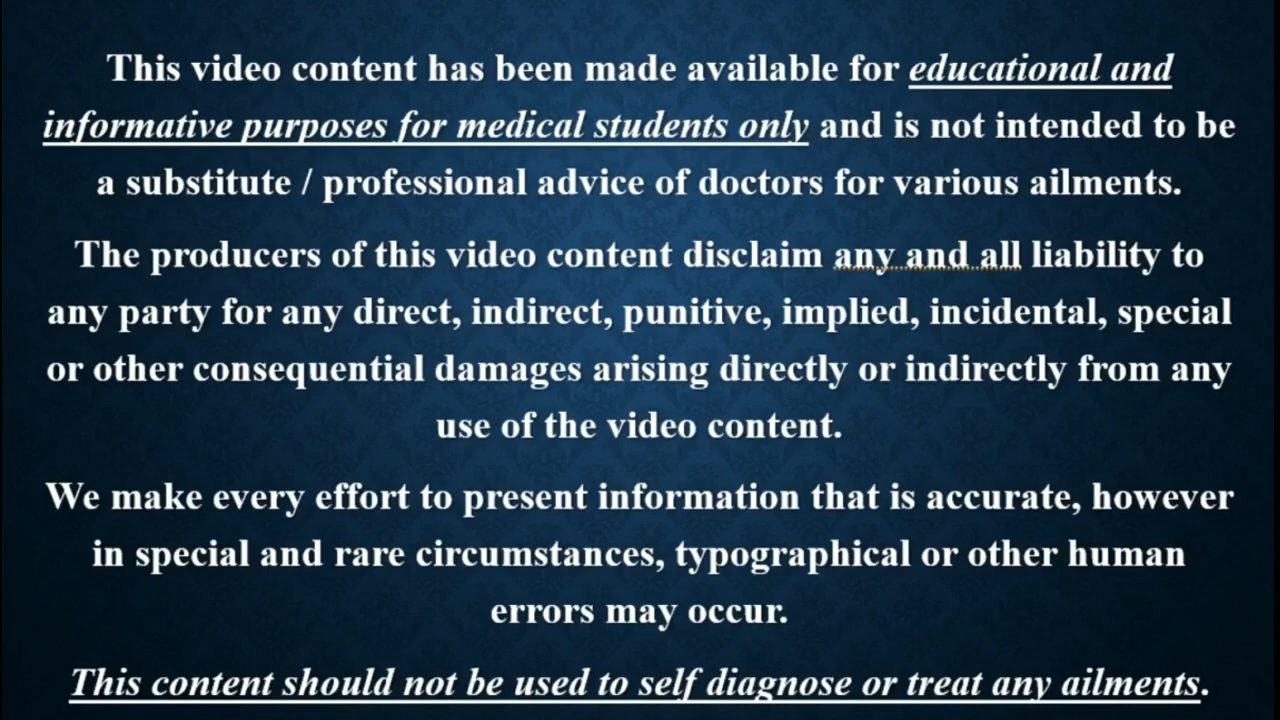 This video content has been made available for educational and
informative purposes for medical students only and is not intended to be
a substitute / professional advice of doctors for various ailments.
The producers of this video content disclaim any and all liability to
any party for any direct, indirect, punitive, implied, incidental, special
or other consequential damages arising directly or indirectly from any
use of the video content.
We make every effort to present information that is accurate, however
in special and rare circumstances, typographical or other human
errors may occur.
This content should not be used to self diagnose or treat any ailments.